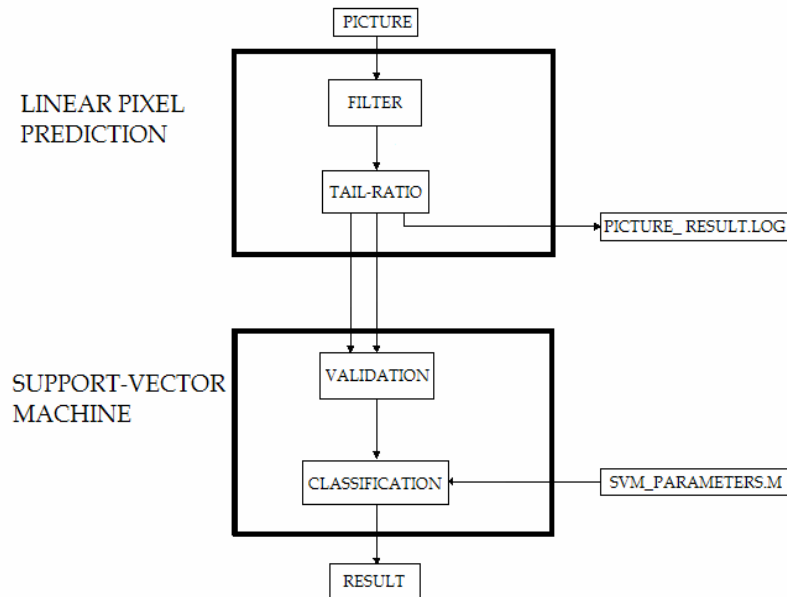 PICTURE
LINEAR PIXEL
PREDICTION
FILTER
TAIL-RATIO
PICTURE_ RESULT.LOG
SUPPORT-VECTOR
MACHINE
VALIDATION
CLASSIFICATION
SVM_PARAMETERS.M
RESULT